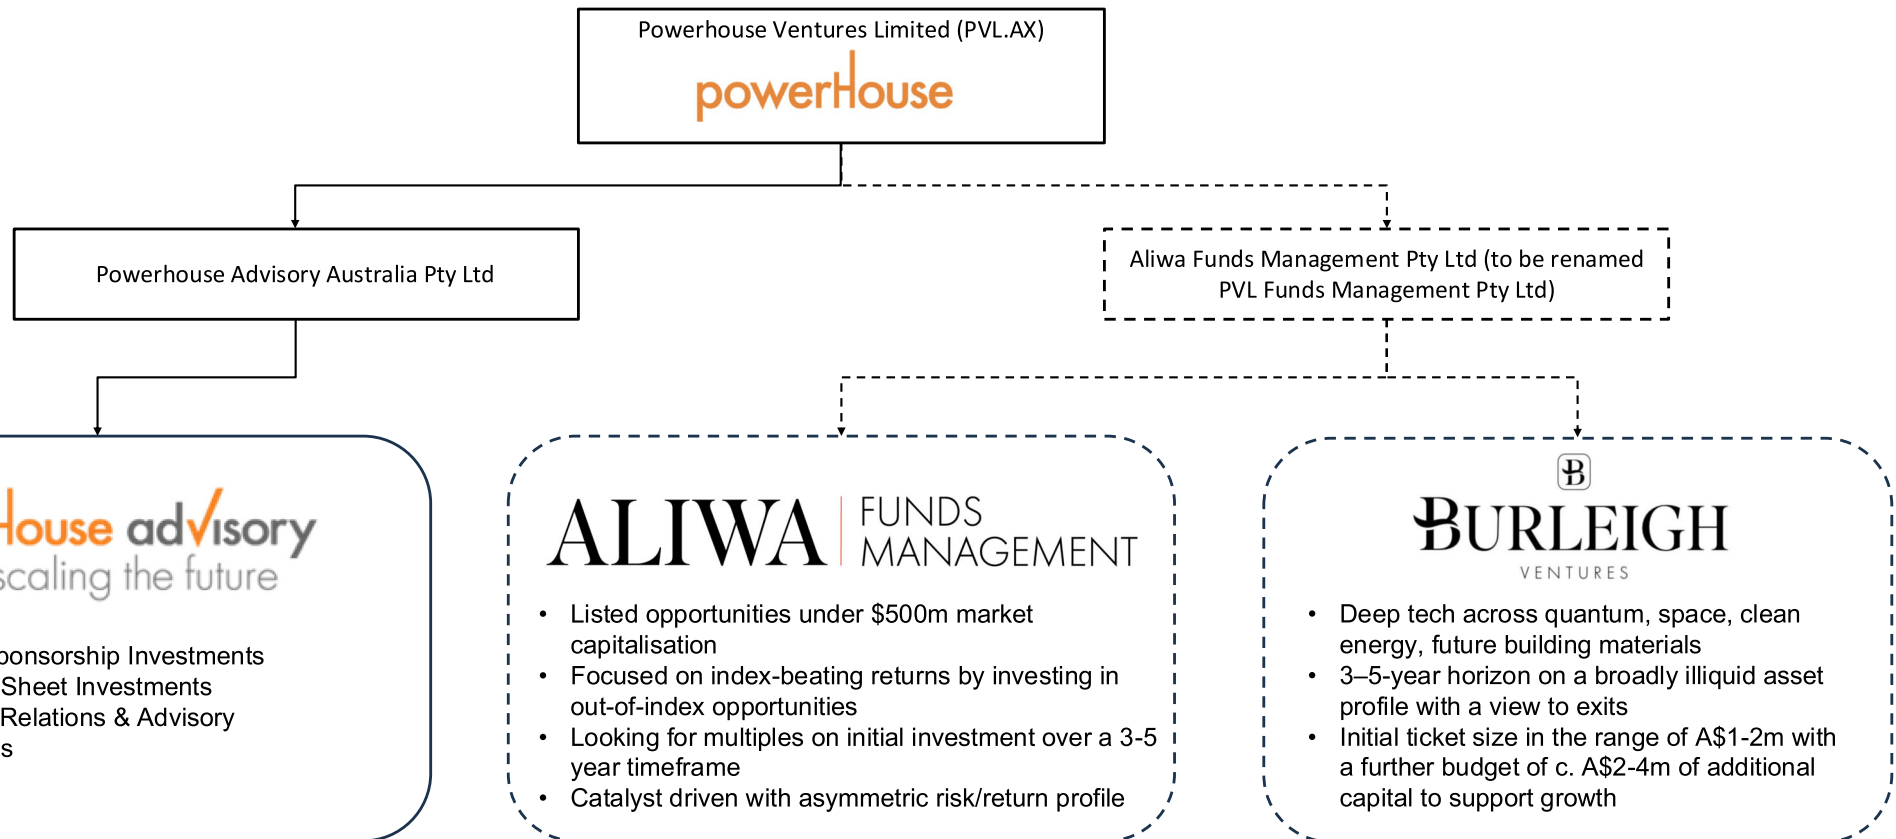 Powerhouse Ventures Limited (PVL.AX)
powerHouse
Powerhouse Advisory Australia Pty Ltd
Aliwa Funds Management Pty Ltd (to be renamed
PVL Funds Management Pty Ltd)
House advisory
scaling the future
Investments
Sheet Investments
Relations & Advisory
s
ALIWA FUNDS
MANAGEMENT
• Listed opportunities under $500m market
capitalisation
• Focused on index-beating returns by investing in
out-of-index opportunities
• Looking for multiples on initial investment over a 3-5
year timeframe
• Catalyst driven with asymmetric risk/return profile
B
BURLEIGH
VENTURES
• Deep tech across quantum, space, clean
energy, future building materials
• 3–5-year horizon on a broadly illiquid asset
profile with a view to exits
• Initial ticket size in the range of A$1-2m with
a further budget of c. A$2-4m of additional
capital to support growth